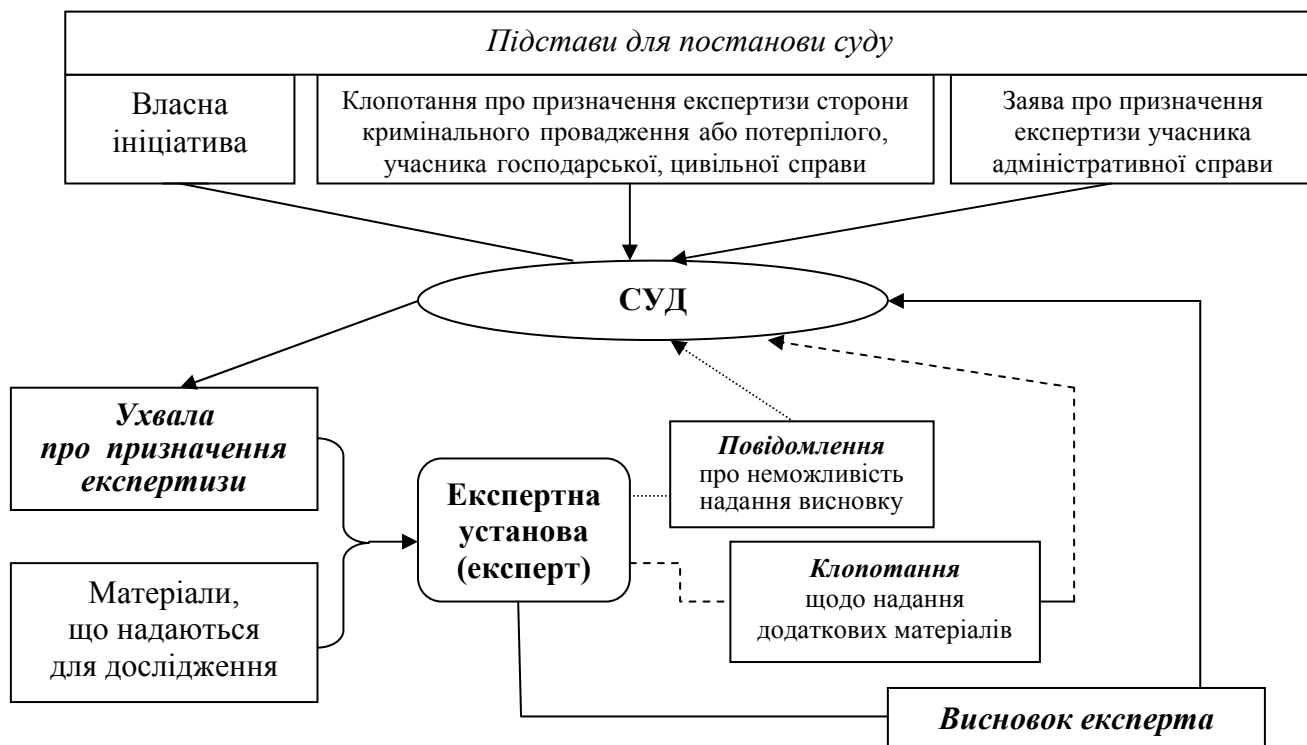 Підстави для постанови суду
Власна
ініціатива
Клопотання про призначення експертизи сторони
кримінального провадження або потерпілого,
учасника господарської, цивільної справи
Заява про призначення
експертизи учасника
адміністративної справи
СУД
Ухвала
про призначення
експертизи
Повідомлення
про неможливість
надання висновку
Експертна
установа
(експерт)
Клопотання
щодо надання
додаткових матеріалів
Матеріали,
що надаються
для дослідження
Висновок експерта